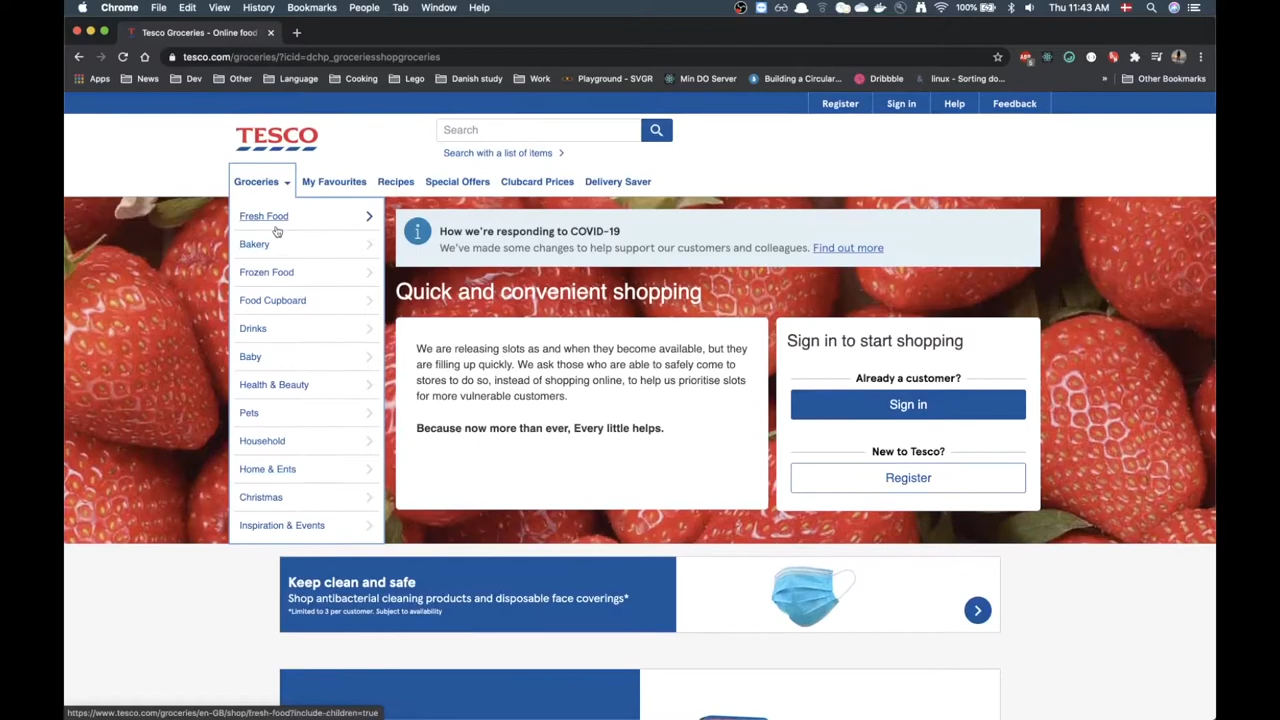 Chrome File Edit View History Bookmarks People Tab Window Help 100% Thu 11:43 AM
Tesco Groceries - Online food
tesco.com/groceries/?icid=dchp_groceriesshopgroceries
Apps News Dev Other Language Cooking Lego Danish study Work Playground - SVGR Min DO Server Building a Circular... Dribbble linux - Sorting do... » Other Bookmarks
Register Sign in Help Feedback
TESCO
Search
Search with a list of items
Groceries My Favourites Recipes Special Offers Clubcard Prices Delivery Saver
Fresh Food
Bakery
Frozen Food
Food Cupboard
Drinks
Baby
Health & Beauty
Pets
Household
Home & Ents
Christmas
Inspiration & Events
How we're responding to COVID-19
We've made some changes to help support our customers and colleagues. Find out more
Quick and convenient shopping
We are releasing slots as and when they become available, but they
are filling up quickly. We ask those who are able to safely come to
stores to do so, instead of shopping online, to help us prioritise slots
for more vulnerable customers.
Because now more than ever, Every little helps.
Sign in to start shopping
Already a customer?
Sign in
New to Tesco?
Register
Keep clean and safe
Shop antibacterial cleaning products and disposable face coverings*
*Limited to 3 per customer. Subject to availability
https://www.tesco.com/groceries/en-GB/shop/fresh-food?include-children=true